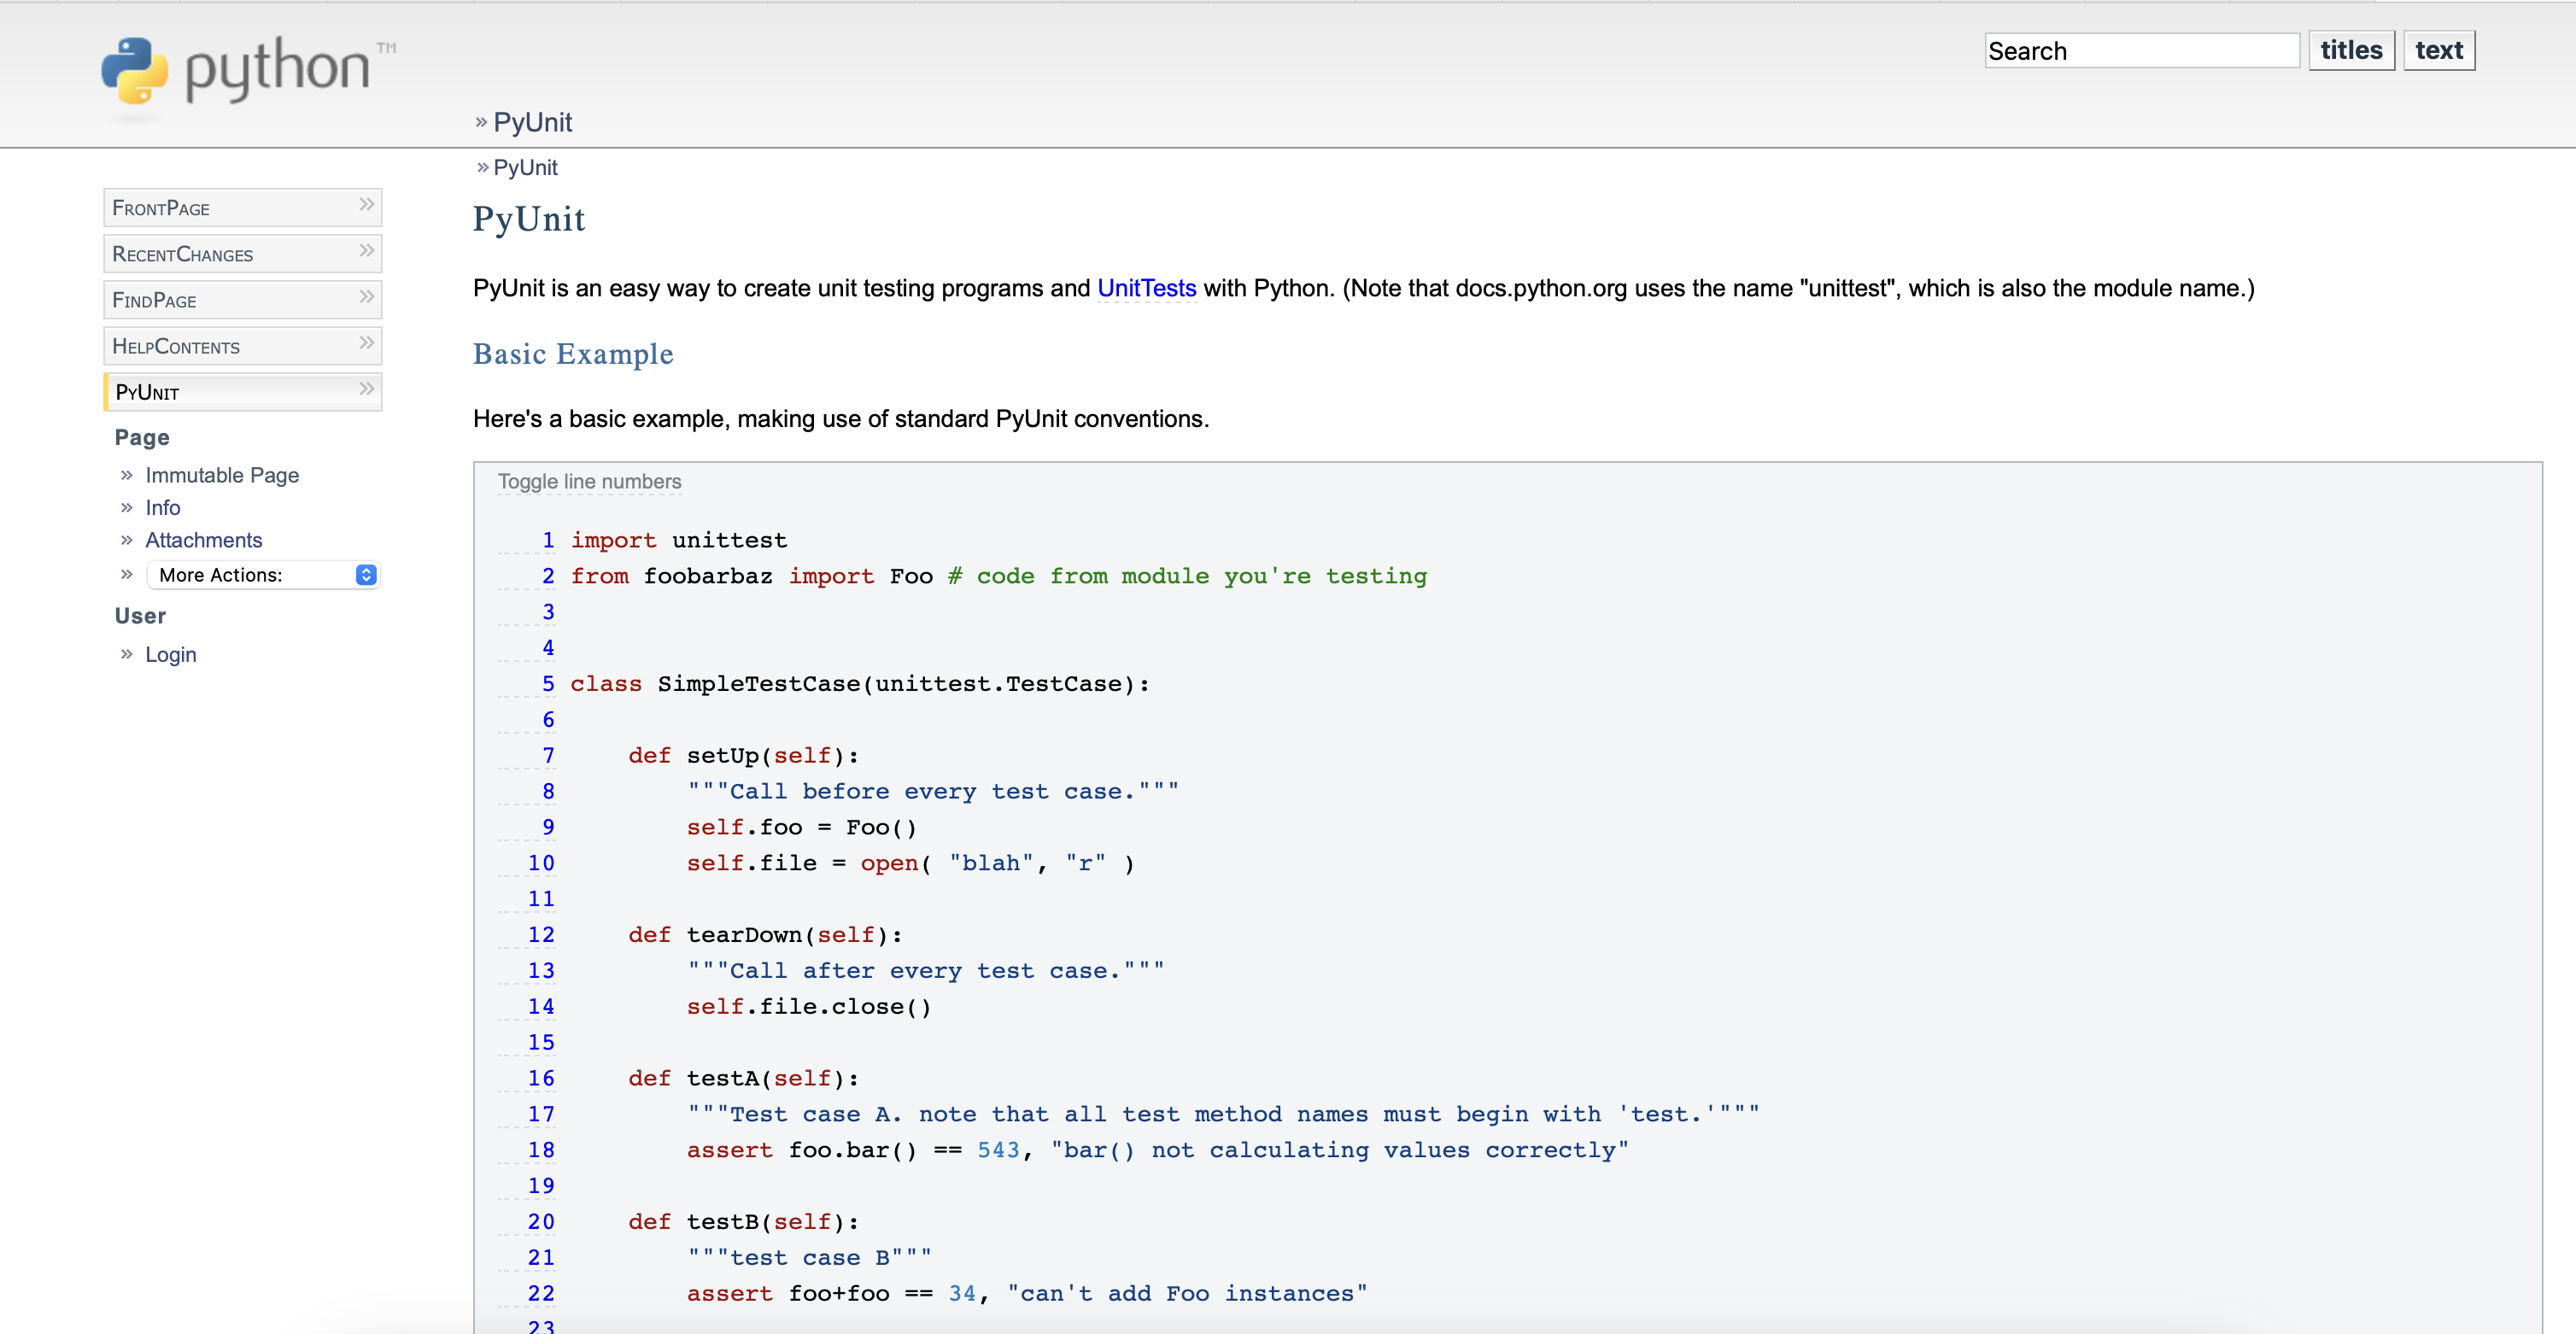 python™
Search titles text
» PyUnit
» PyUnit
FrontPage »
RecentChanges »
FindPage »
HelpContents »
PyUnit »
Page
» Immutable Page
» Info
» Attachments
» More Actions:
User
» Login
PyUnit
PyUnit is an easy way to create unit testing programs and UnitTests with Python. (Note that docs.python.org uses the name "unittest", which is also the module name.)
Basic Example
Here's a basic example, making use of standard PyUnit conventions.
Toggle line numbers
1 import unittest
2 from foobarbaz import Foo # code from module you're testing
3
4
5 class SimpleTestCase(unittest.TestCase):
6
7     def setUp(self):
8         """Call before every test case."""
9         self.foo = Foo()
10         self.file = open( "blah", "r" )
11
12     def tearDown(self):
13         """Call after every test case."""
14         self.file.close()
15
16     def testA(self):
17         """Test case A. note that all test method names must begin with 'test.'"""
18         assert foo.bar() == 543, "bar() not calculating values correctly"
19
20     def testB(self):
21         """test case B"""
22         assert foo+foo == 34, "can't add Foo instances"
23